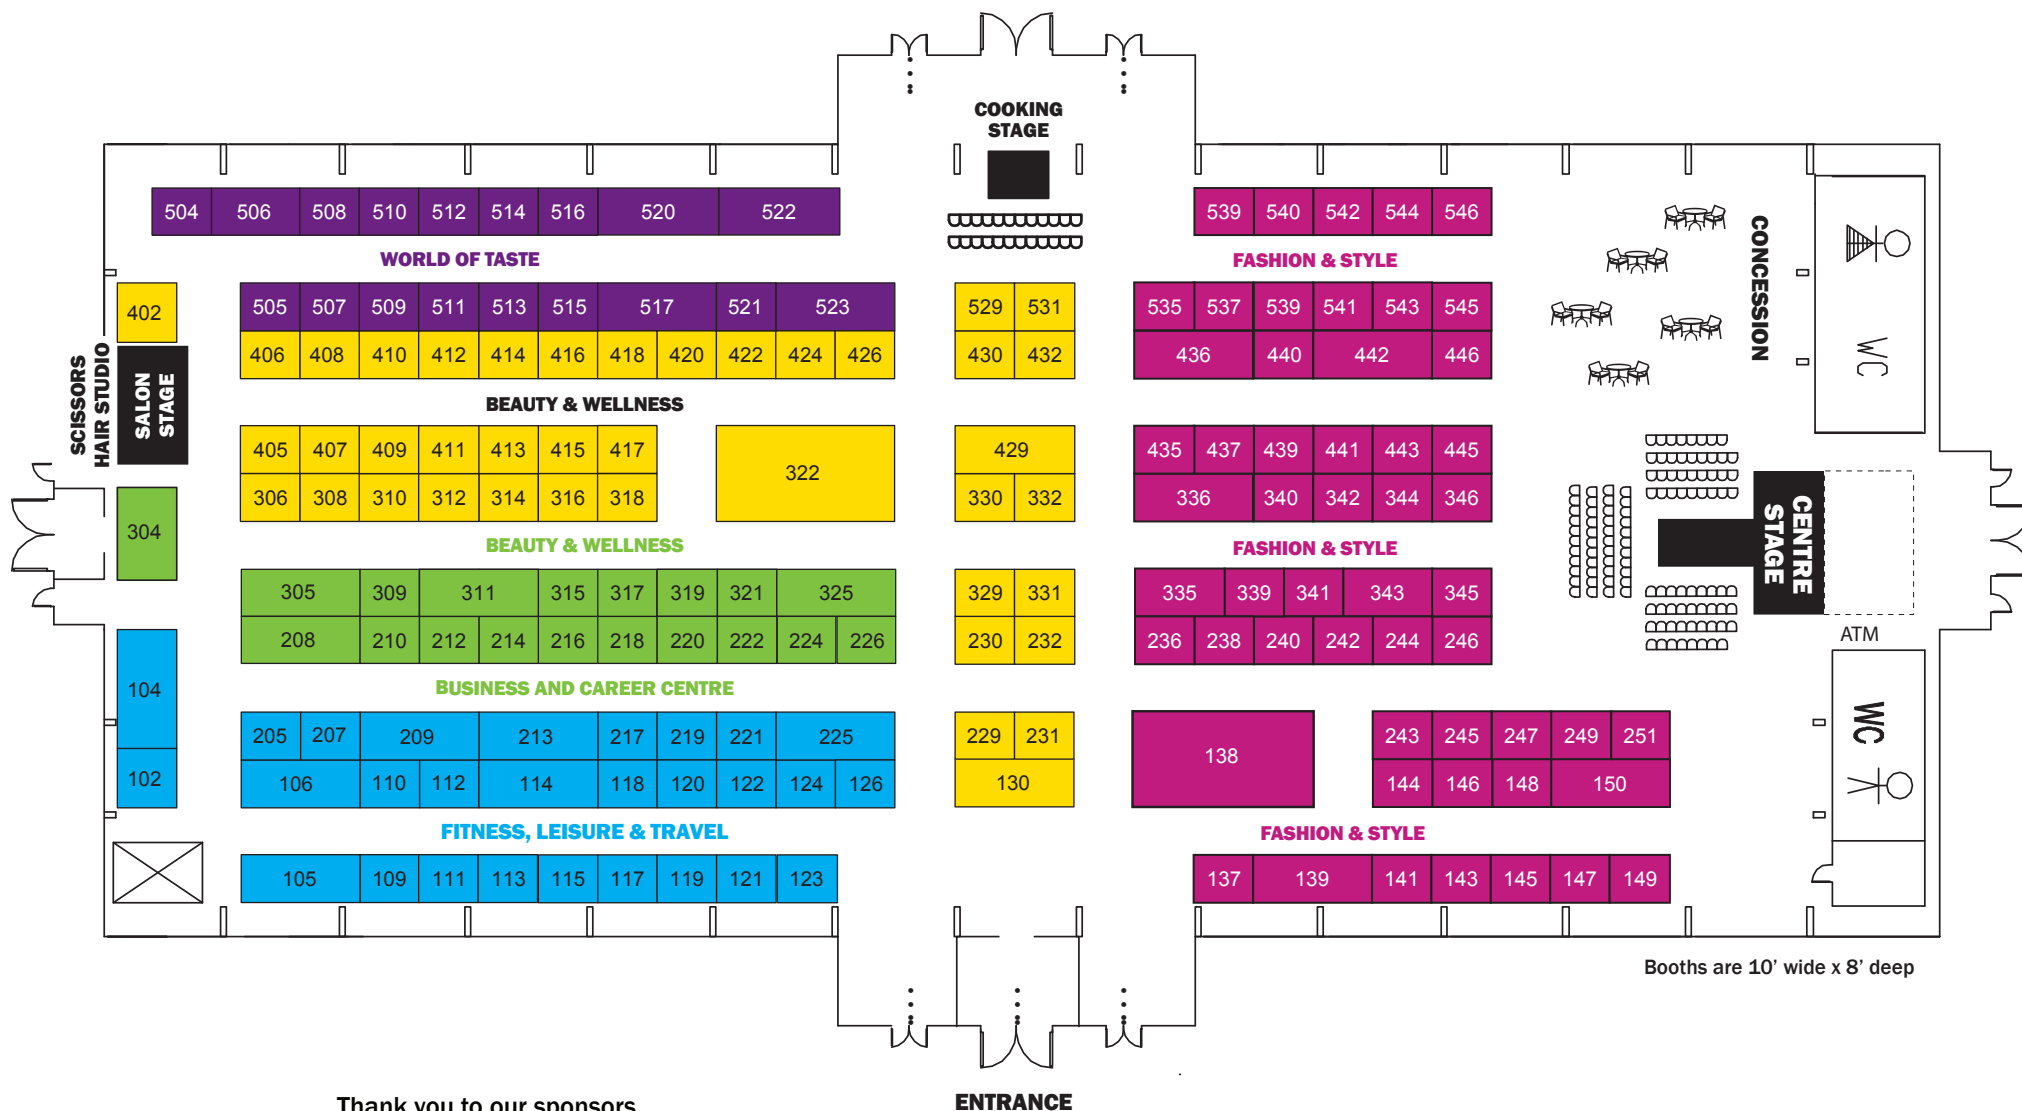 COOKING
STAGE
504 506 508 510 512 514 516 520 522
539 540 542 544 546
WORLD OF TASTE
FASHION & STYLE
CONCESSION
402
505 507 509 511 513 515 517 521 523
529 531
535 537 539 541 543 545
406 408 410 412 414 416 418 420 422 424 426
430 432
436 440 442 446
WC
SCISSORS
HAIR STUDIO
SALON
STAGE
BEAUTY & WELLNESS
405 407 409 411 413 415 417
322
429
435 437 439 441 443 445
306 308 310 312 314 316 318
330 332
336 340 342 344 346
304
CENTRE
STAGE
BEAUTY & WELLNESS
FASHION & STYLE
305 309 311 315 317 319 321 325
329 331
335 339 341 343 345
208 210 212 214 216 218 220 222 224 226
230 232
236 238 240 242 244 246
ATM
104
BUSINESS AND CAREER CENTRE
205 207 209 213 217 219 221 225
229 231
138
243 245 247 249 251
WC
102
106 110 112 114 118 120 122 124 126
130
144 146 148 150
FITNESS, LEISURE & TRAVEL
FASHION & STYLE
105 109 111 113 115 117 119 121 123
137 139 141 143 145 147 149
Booths are 10' wide x 8' deep
Thank you to our sponsors
ENTRANCE